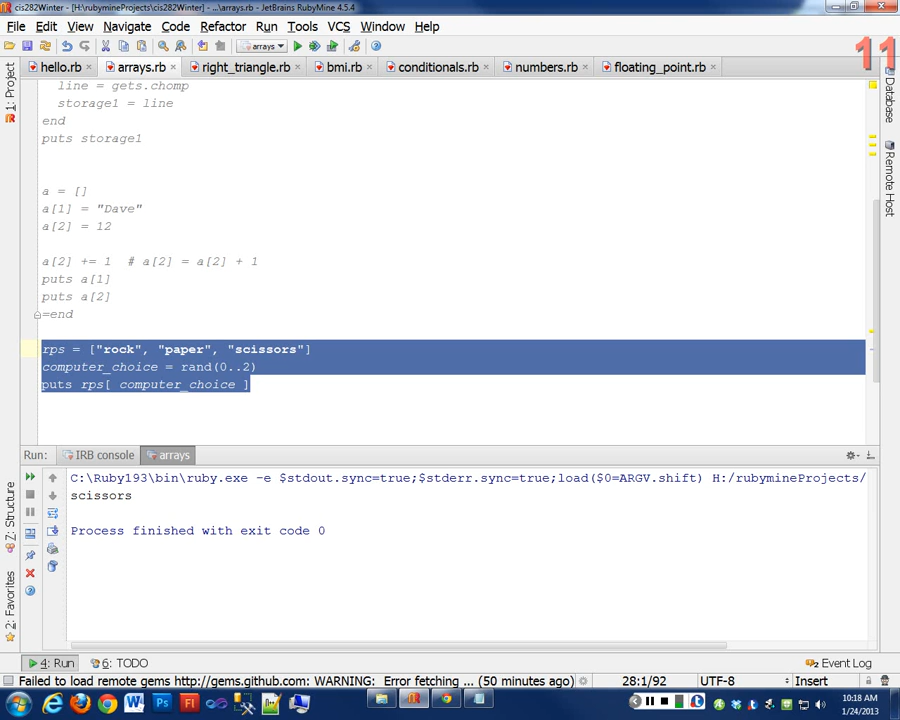 cis282Winter - [H:\rubymineProjects\cis282Winter] - ...\arrays.rb - JetBrains RubyMine 4.5.4
File Edit View Navigate Code Refactor Run Tools VCS Window Help
arrays
11
hello.rb arrays.rb right_triangle.rb bmi.rb conditionals.rb numbers.rb floating_point.rb
1: Project
Database
Remote Host
line = gets.chomp
storage1 = line
end
puts storage1
a = []
a[1] = "Dave"
a[2] = 12
a[2] += 1 # a[2] = a[2] + 1
puts a[1]
puts a[2]
=end
rps = ["rock", "paper", "scissors"]
computer_choice = rand(0..2)
puts rps[ computer_choice ]
Run: IRB console arrays
C:\Ruby193\bin\ruby.exe -e $stdout.sync=true;$stderr.sync=true;load($0=ARGV.shift) H:/rubymineProjects/
scissors
Process finished with exit code 0
Z: Structure
2: Favorites
4: Run 6: TODO Event Log
Failed to load remote gems http://gems.github.com: WARNING: Error fetching ... (50 minutes ago) 28:1/92 UTF-8 Insert
10:18 AM
1/24/2013